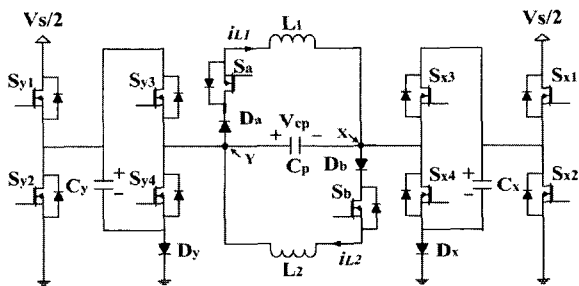 Vs/2
Vs/2
iL1
L1
Sy1
Sy3
Sa
Sx3
Sx1
Da
Vcp
+ −
X
Y
Cp
Db
Sy2
Cy
+
−
Sy4
Sb
Sx4
+
−
Cx
Sx2
Dy
iL2
L2
Dx